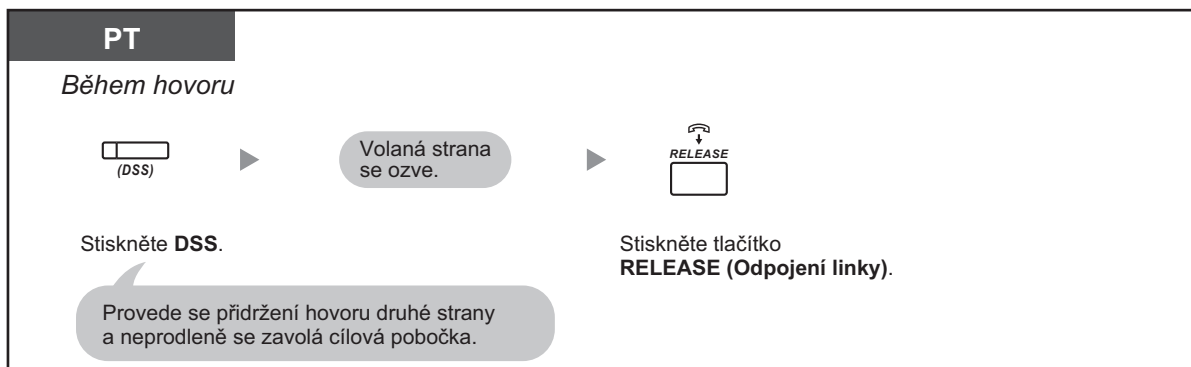 PT
Během hovoru
(DSS)
Volaná strana
se ozve.
RELEASE
Stiskněte DSS.
Stiskněte tlačítko
RELEASE (Odpojení linky).
Provede se přidržení hovoru druhé strany
a neprodleně se zavolá cílová pobočka.